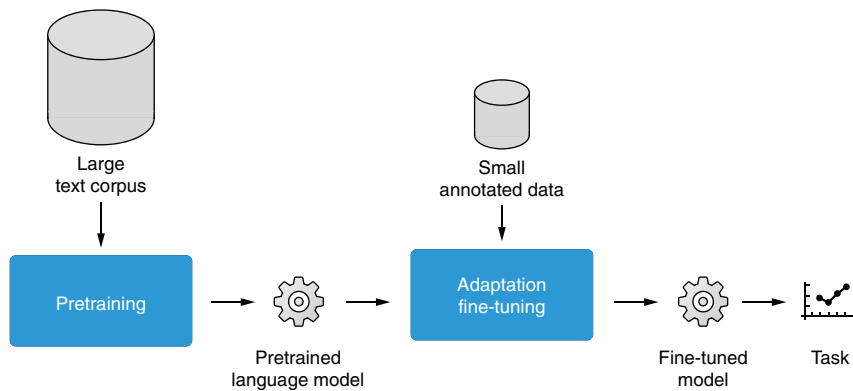 Large
text corpus
Small
annotated data
Pretraining
Adaptation
fine-tuning
Pretrained
language model
Fine-tuned
model
Task